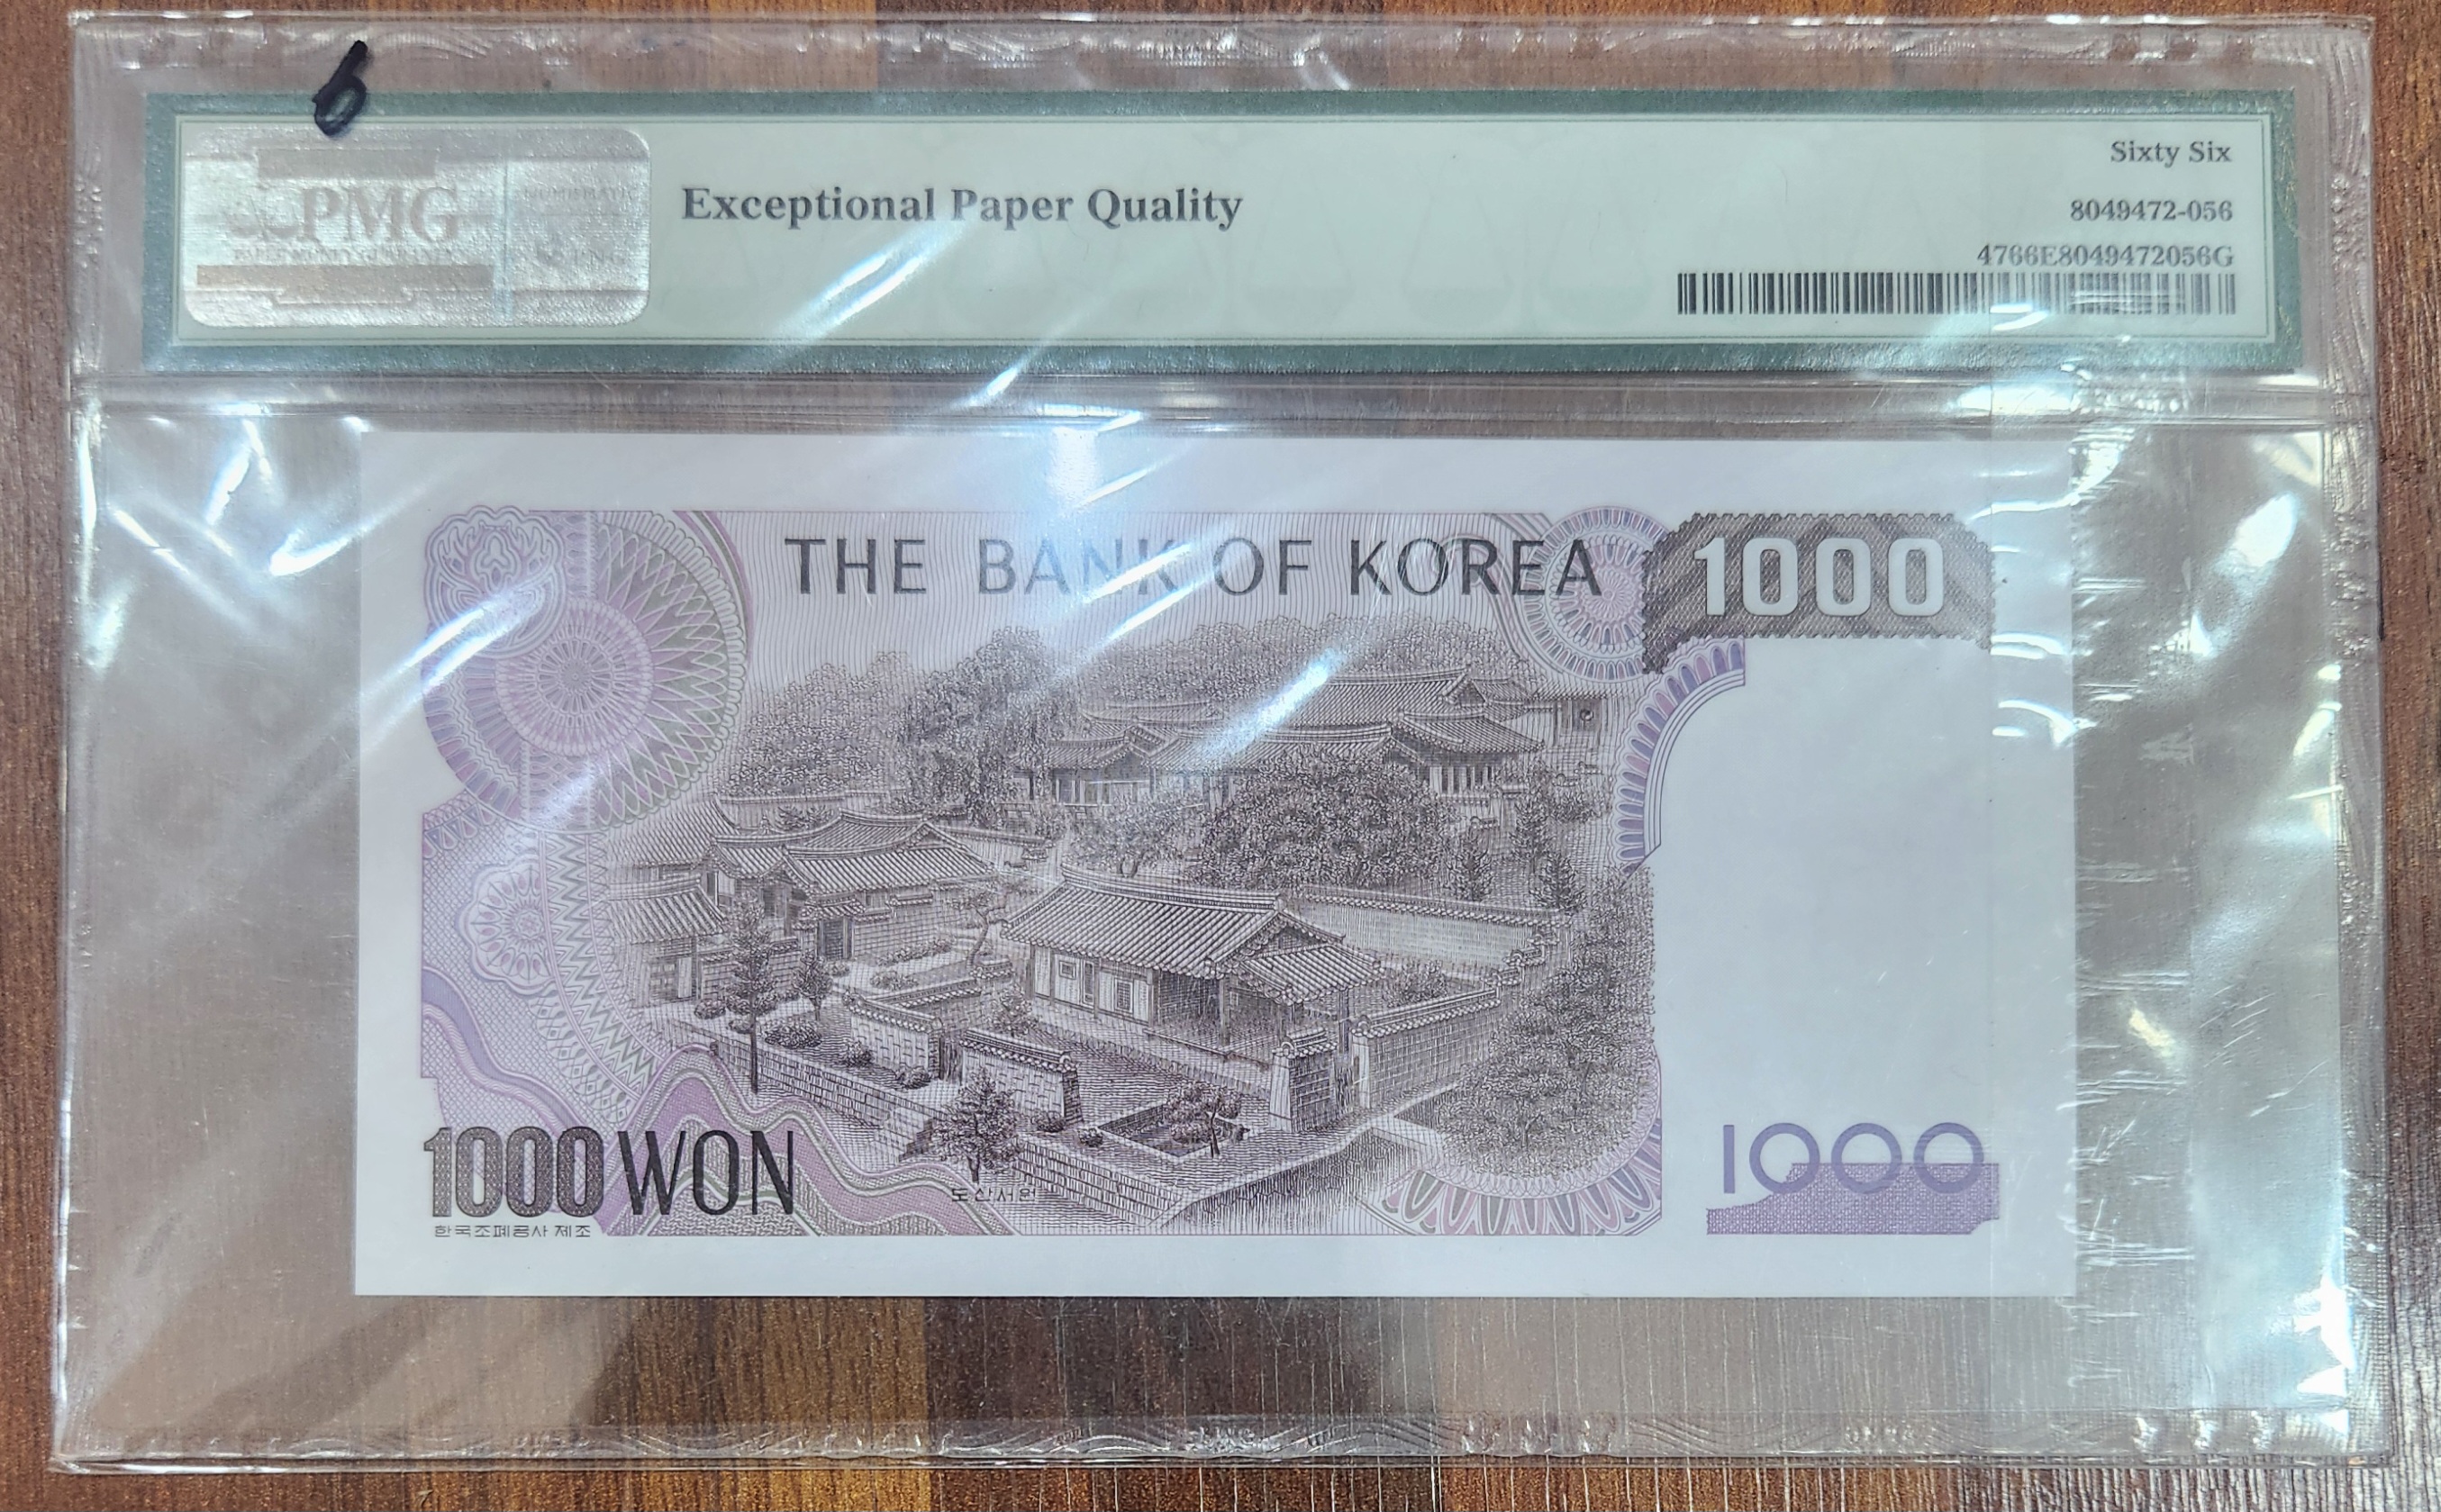 6
PMG
Exceptional Paper Quality
Sixty Six
8049472-056
4766E8049472056G
THE BANK OF KOREA
1000
1000 WON
도산서원
한국조폐공사 제조
1000